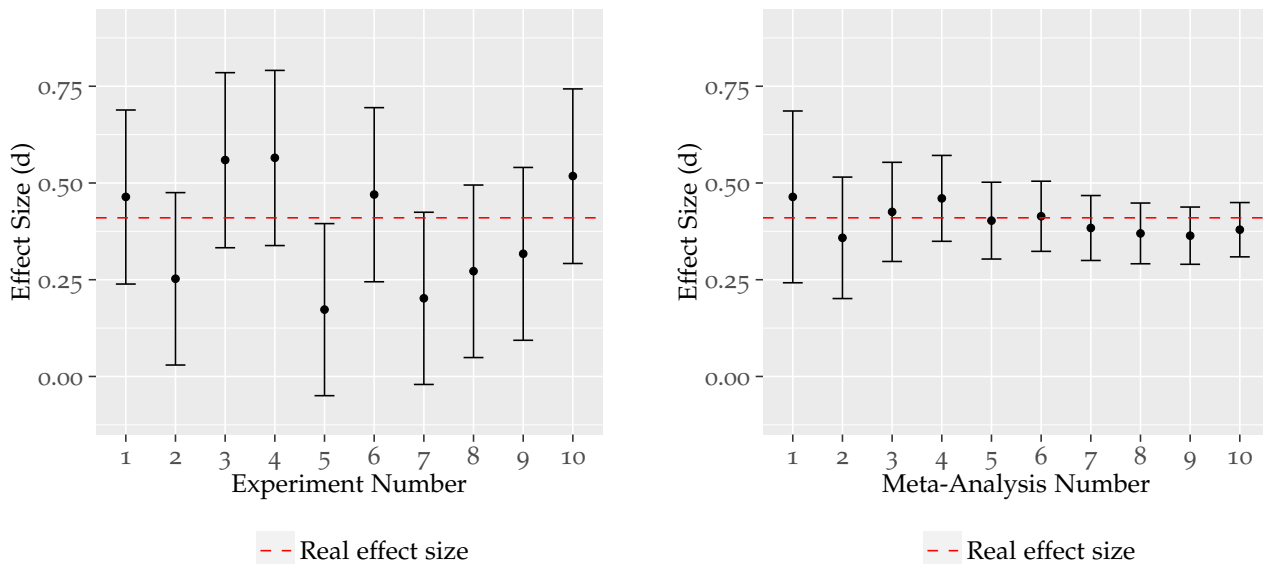 Effect Size (d)
0.75
0.50
0.25
0.00
1 2 3 4 5 6 7 8 9 10
Experiment Number
Real effect size
Effect Size (d)
0.75
0.50
0.25
0.00
1 2 3 4 5 6 7 8 9 10
Meta-Analysis Number
Real effect size